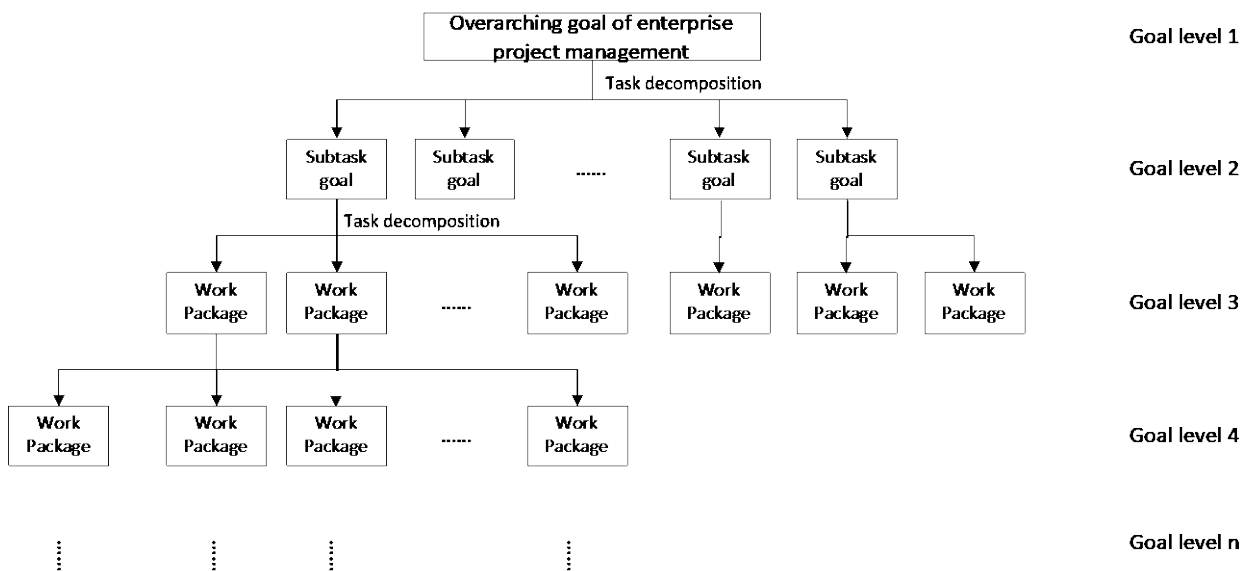 Overarching goal of enterprise
project management
Goal level 1
Task decomposition
Subtask
goal
Subtask
goal
......
Subtask
goal
Subtask
goal
Goal level 2
Task decomposition
Work
Package
Work
Package
......
Work
Package
Work
Package
Work
Package
Work
Package
Goal level 3
Work
Package
Work
Package
Work
Package
......
Work
Package
Goal level 4
Goal level n